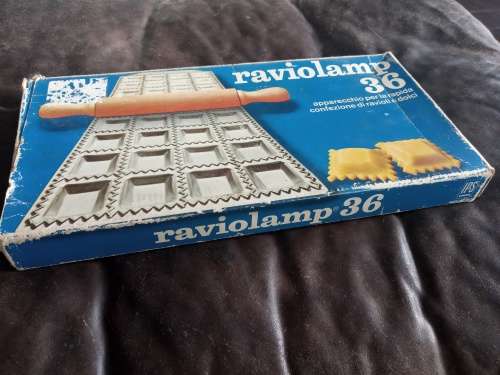 raviolamp
36
apparecchio per la rapida
confezione di ravioli e dolci
raviolamp 36